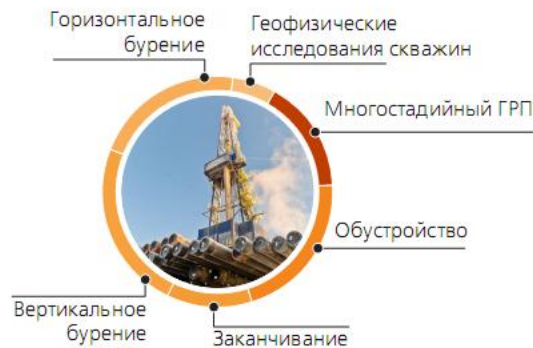 Горизонтальное
бурение
Геофизические
исследования скважин
Многостадийный ГРП
Обустройство
Вертикальное
бурение
Заканчивание